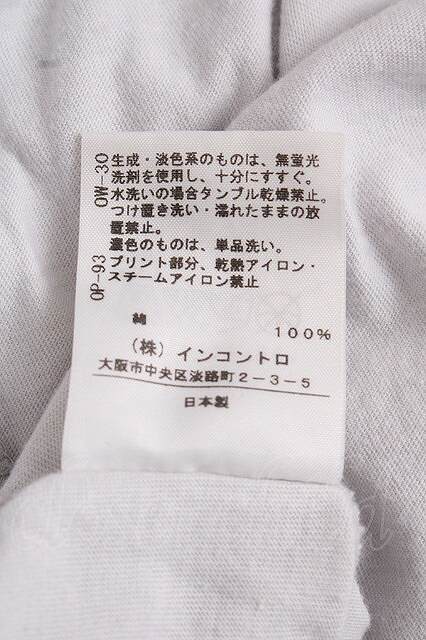 OW-30
生成・淡色系のものは、無蛍光
洗剤を使用し、十分にすすぐ。
水洗いの場合タンブル乾燥禁止。
つけ置き洗い・濡れたままの放
置禁止。
濃色のものは、単品洗い。
OP-93
プリント部分、乾熱アイロン・
スチームアイロン禁止
綿
100%
(株)インコントロ
大阪市中央区淡路町2-3-5
日本製